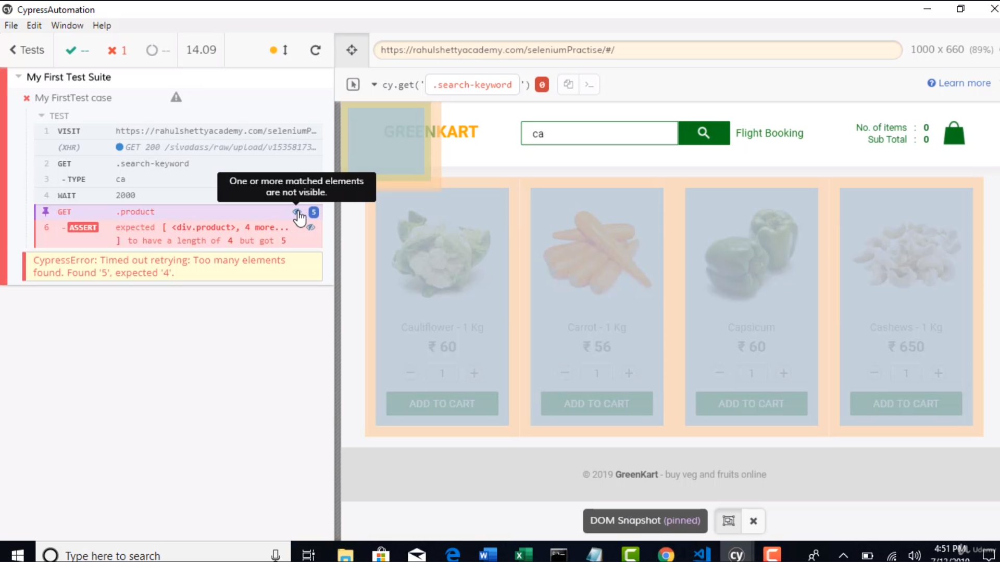 CypressAutomation
File Edit Window Help
Tests -- 1 -- 14.09
https://rahulshettyacademy.com/seleniumPractise/#/
1000 x 660 (89%)
My First Test Suite
cy.get(' .search-keyword ') 0 >_
Learn more
My FirstTest case
TEST
1 VISIT https://rahulshettyacademy.com/seleniumP...
(XHR) GET 200 /sivadass/raw/upload/v15358173...
2 GET .search-keyword
3 -TYPE ca
4 WAIT 2000
One or more matched elements
are not visible.
GET .product 5
6 -ASSERT expected [ <div.product>, 4 more...
] to have a length of 4 but got 5
CypressError: Timed out retrying: Too many elements
found. Found '5', expected '4'.
GREENKART
ca
Flight Booking
No. of items : 0
Sub Total : 0
Cauliflower - 1 Kg
₹ 60
− 1 +
ADD TO CART
Carrot - 1 Kg
₹ 56
− 1 +
ADD TO CART
Capsicum
₹ 60
− 1 +
ADD TO CART
Cashews - 1 Kg
₹ 650
− 1 +
ADD TO CART
© 2019 GreenKart - buy veg and fruits online
DOM Snapshot (pinned)
Type here to search
4:51 PM
Udemy